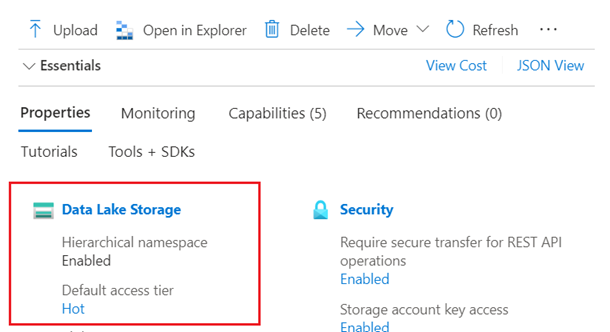 Upload Open in Explorer Delete Move Refresh ...
Essentials View Cost JSON View
Properties Monitoring Capabilities (5) Recommendations (0)
Tutorials Tools + SDKs
Data Lake Storage
Hierarchical namespace
Enabled
Default access tier
Hot
Security
Require secure transfer for REST API
operations
Enabled
Storage account key access
Enabled